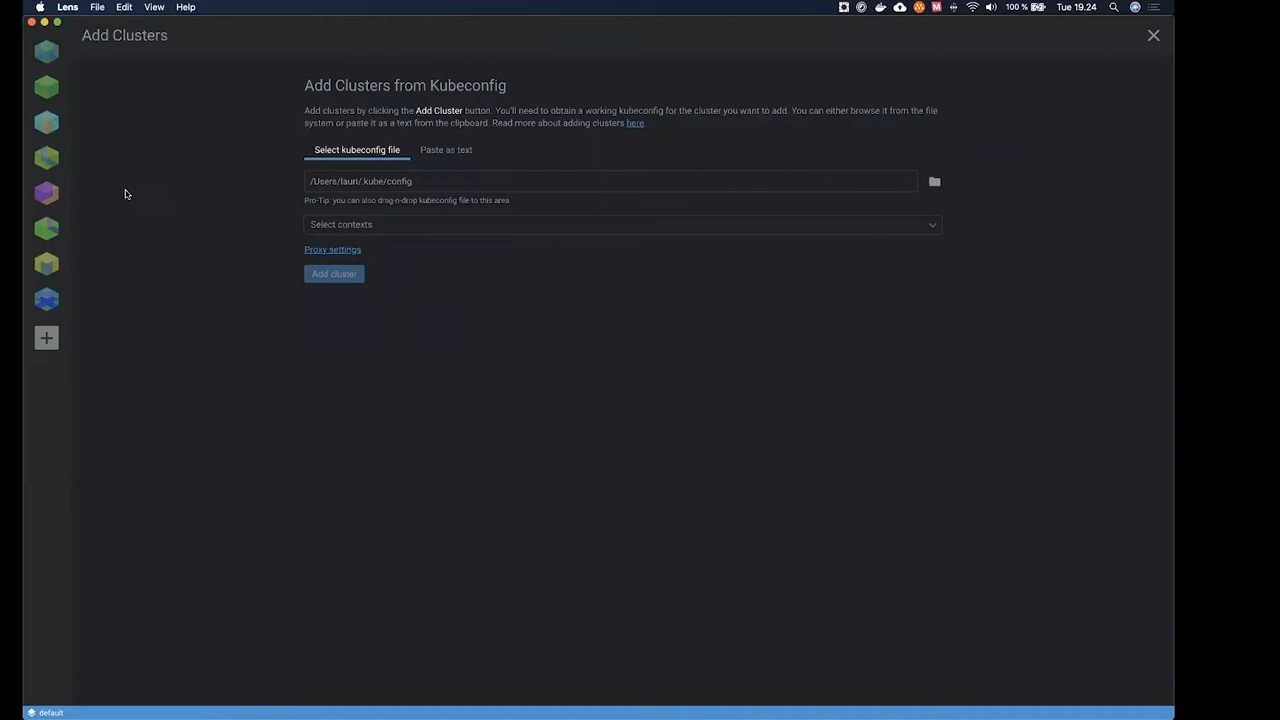 Lens File Edit View Help 100 % Tue 19.24
Add Clusters
Add Clusters from Kubeconfig
Add clusters by clicking the Add Cluster button. You'll need to obtain a working kubeconfig for the cluster you want to add. You can either browse it from the file
system or paste it as a text from the clipboard. Read more about adding clusters here.
Select kubeconfig file Paste as text
/Users/lauri/.kube/config
Pro-Tip: you can also drag-n-drop kubeconfig file to this area
Select contexts
Proxy settings
Add cluster
default